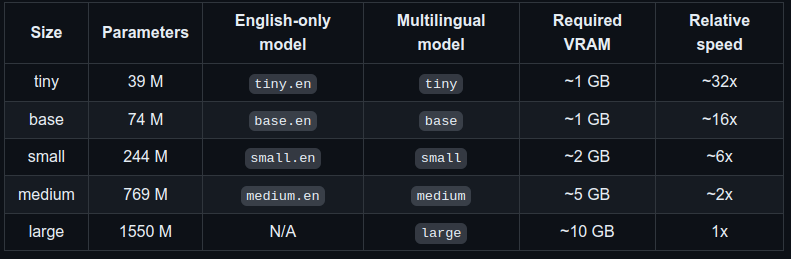 Size Parameters English-only model Multilingual model Required VRAM Relative speed
tiny 39 M tiny.en tiny ~1 GB ~32x
base 74 M base.en base ~1 GB ~16x
small 244 M small.en small ~2 GB ~6x
medium 769 M medium.en medium ~5 GB ~2x
large 1550 M N/A large ~10 GB 1x